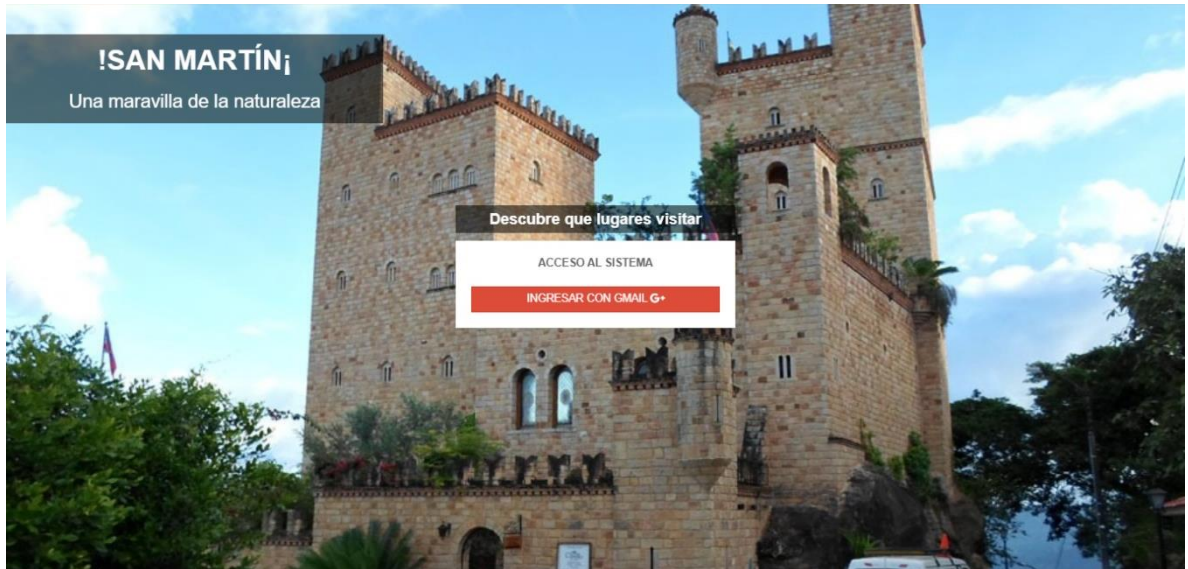 !SAN MARTÍN¡
Una maravilla de la naturaleza
Descubre que lugares visitar
ACCESO AL SISTEMA
INGRESAR CON GMAIL G+